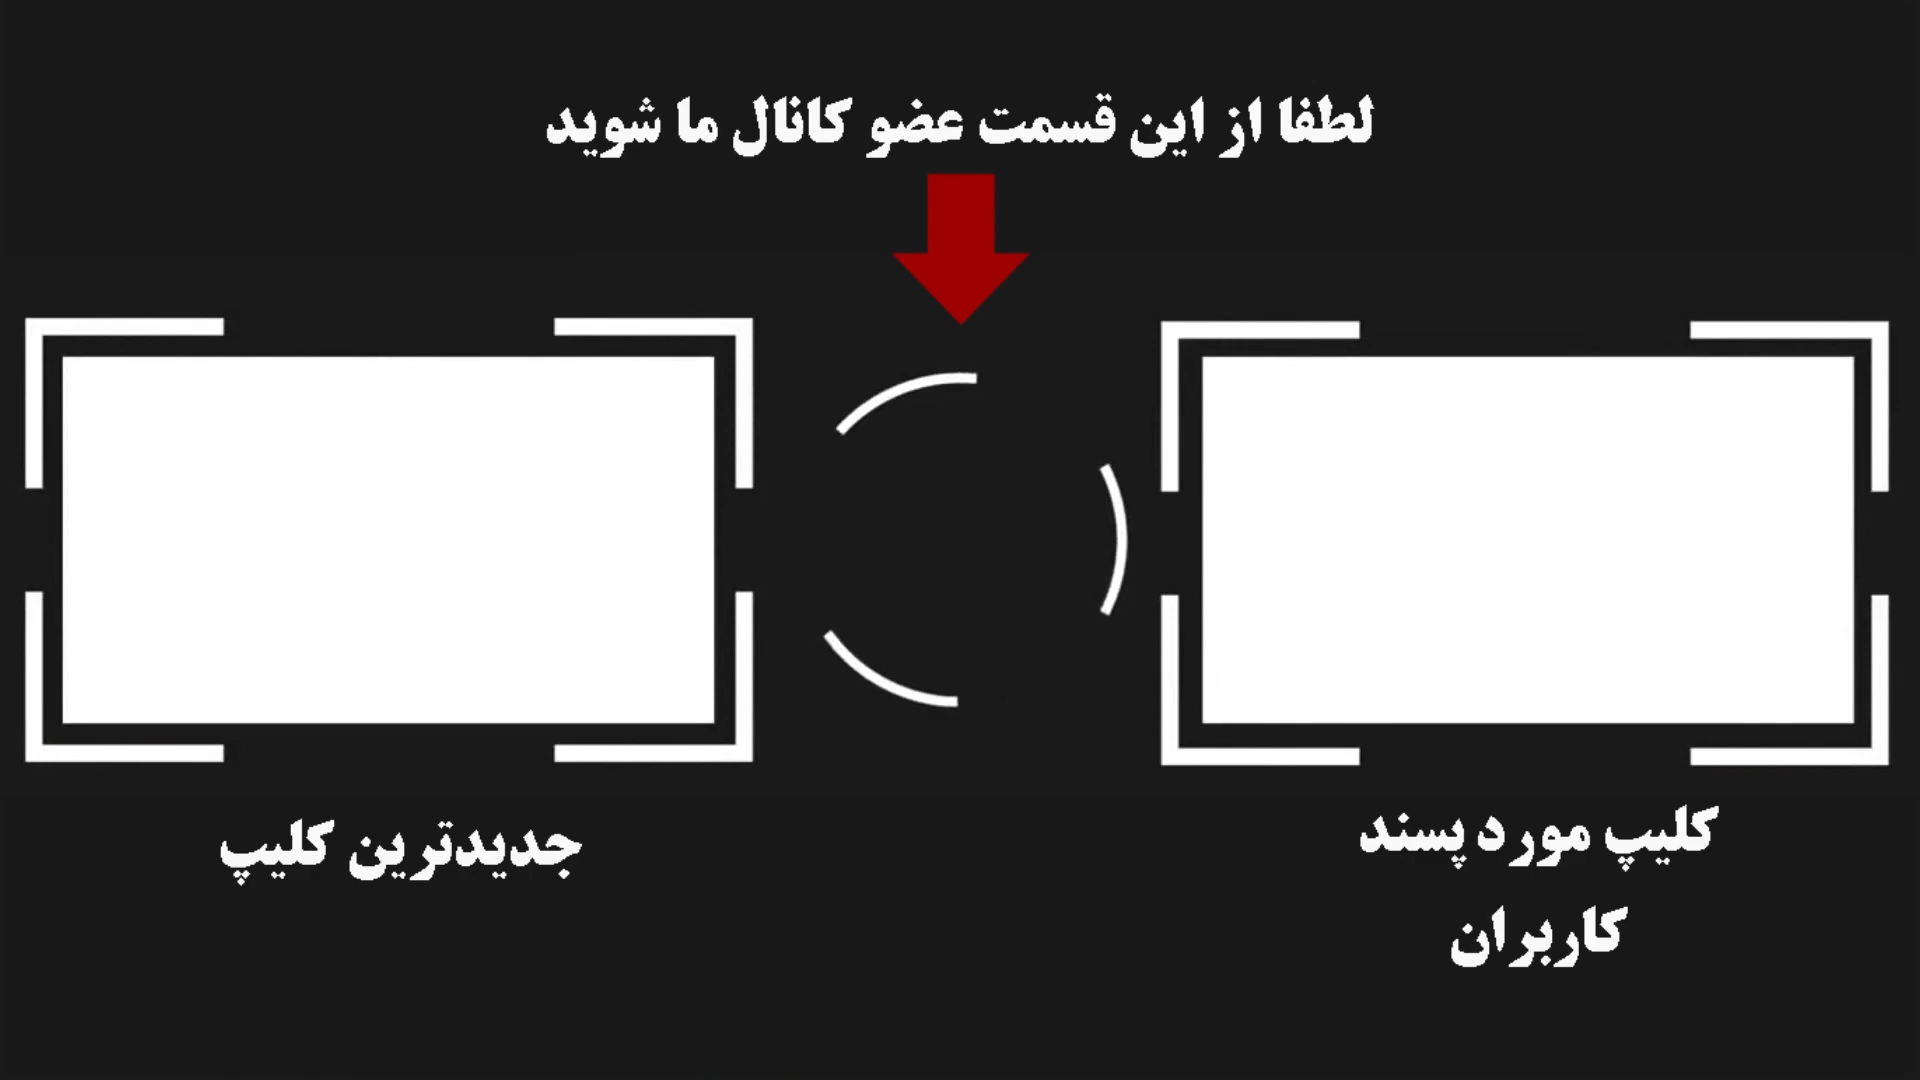 لطفا از این قسمت عضو کانال ما شوید
کلیپ مورد پسند
کاربران
جدیدترین کلیپ